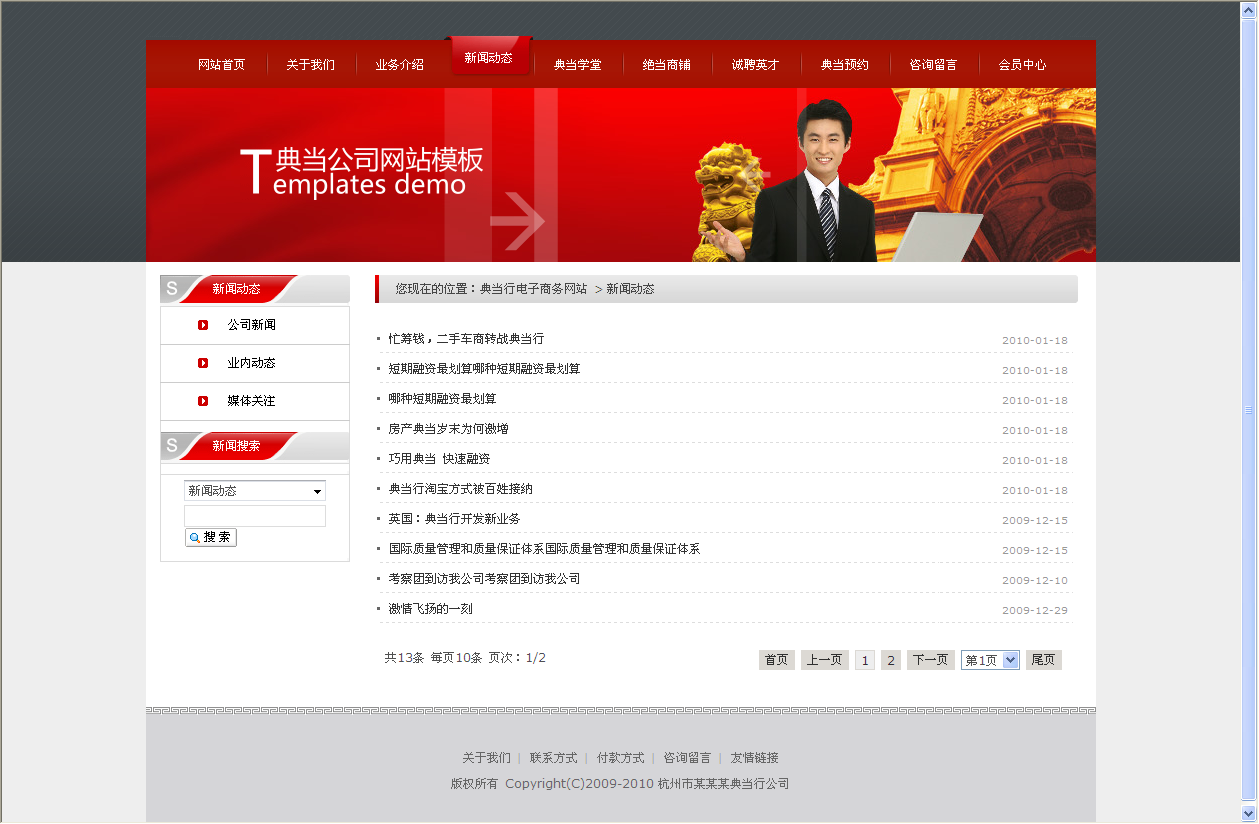 网站首页 关于我们 业务介绍 新闻动态 典当学堂 绝当商铺 诚聘英才 典当预约 咨询留言 会员中心
典当公司网站模板
Templates demo
S 新闻动态
公司新闻
业内动态
媒体关注
S 新闻搜索
新闻动态
搜 索
您现在的位置：典当行电子商务网站 > 新闻动态
忙筹钱，二手车商转战典当行 2010-01-18
短期融资最划算哪种短期融资最划算 2010-01-18
哪种短期融资最划算 2010-01-18
房产典当岁末为何激增 2010-01-18
巧用典当 快速融资 2010-01-18
典当行淘宝方式被百姓接纳 2010-01-18
英国：典当行开发新业务 2009-12-15
国际质量管理和质量保证体系国际质量管理和质量保证体系 2009-12-15
考察团到访我公司考察团到访我公司 2009-12-10
激情飞扬的一刻 2009-12-29
共13条 每页10条 页次：1/2 首页 上一页 1 2 下一页 第1页 尾页
关于我们 | 联系方式 | 付款方式 | 咨询留言 | 友情链接
版权所有 Copyright(C)2009-2010 杭州市某某某典当行公司